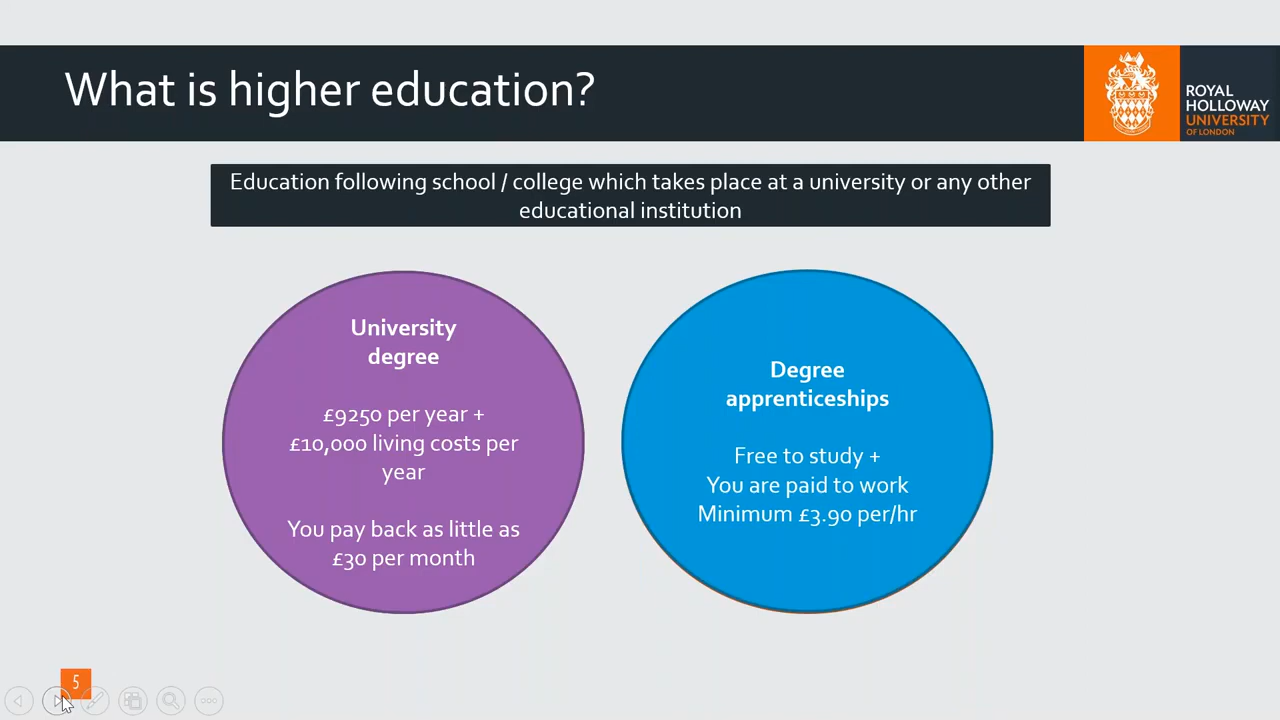 What is higher education?
ROYAL
HOLLOWAY
UNIVERSITY
OF LONDON
Education following school / college which takes place at a university or any other
educational institution
University
degree
£9250 per year +
£10,000 living costs per
year
You pay back as little as
£30 per month
Degree
apprenticeships
Free to study +
You are paid to work
Minimum £3.90 per/hr
5